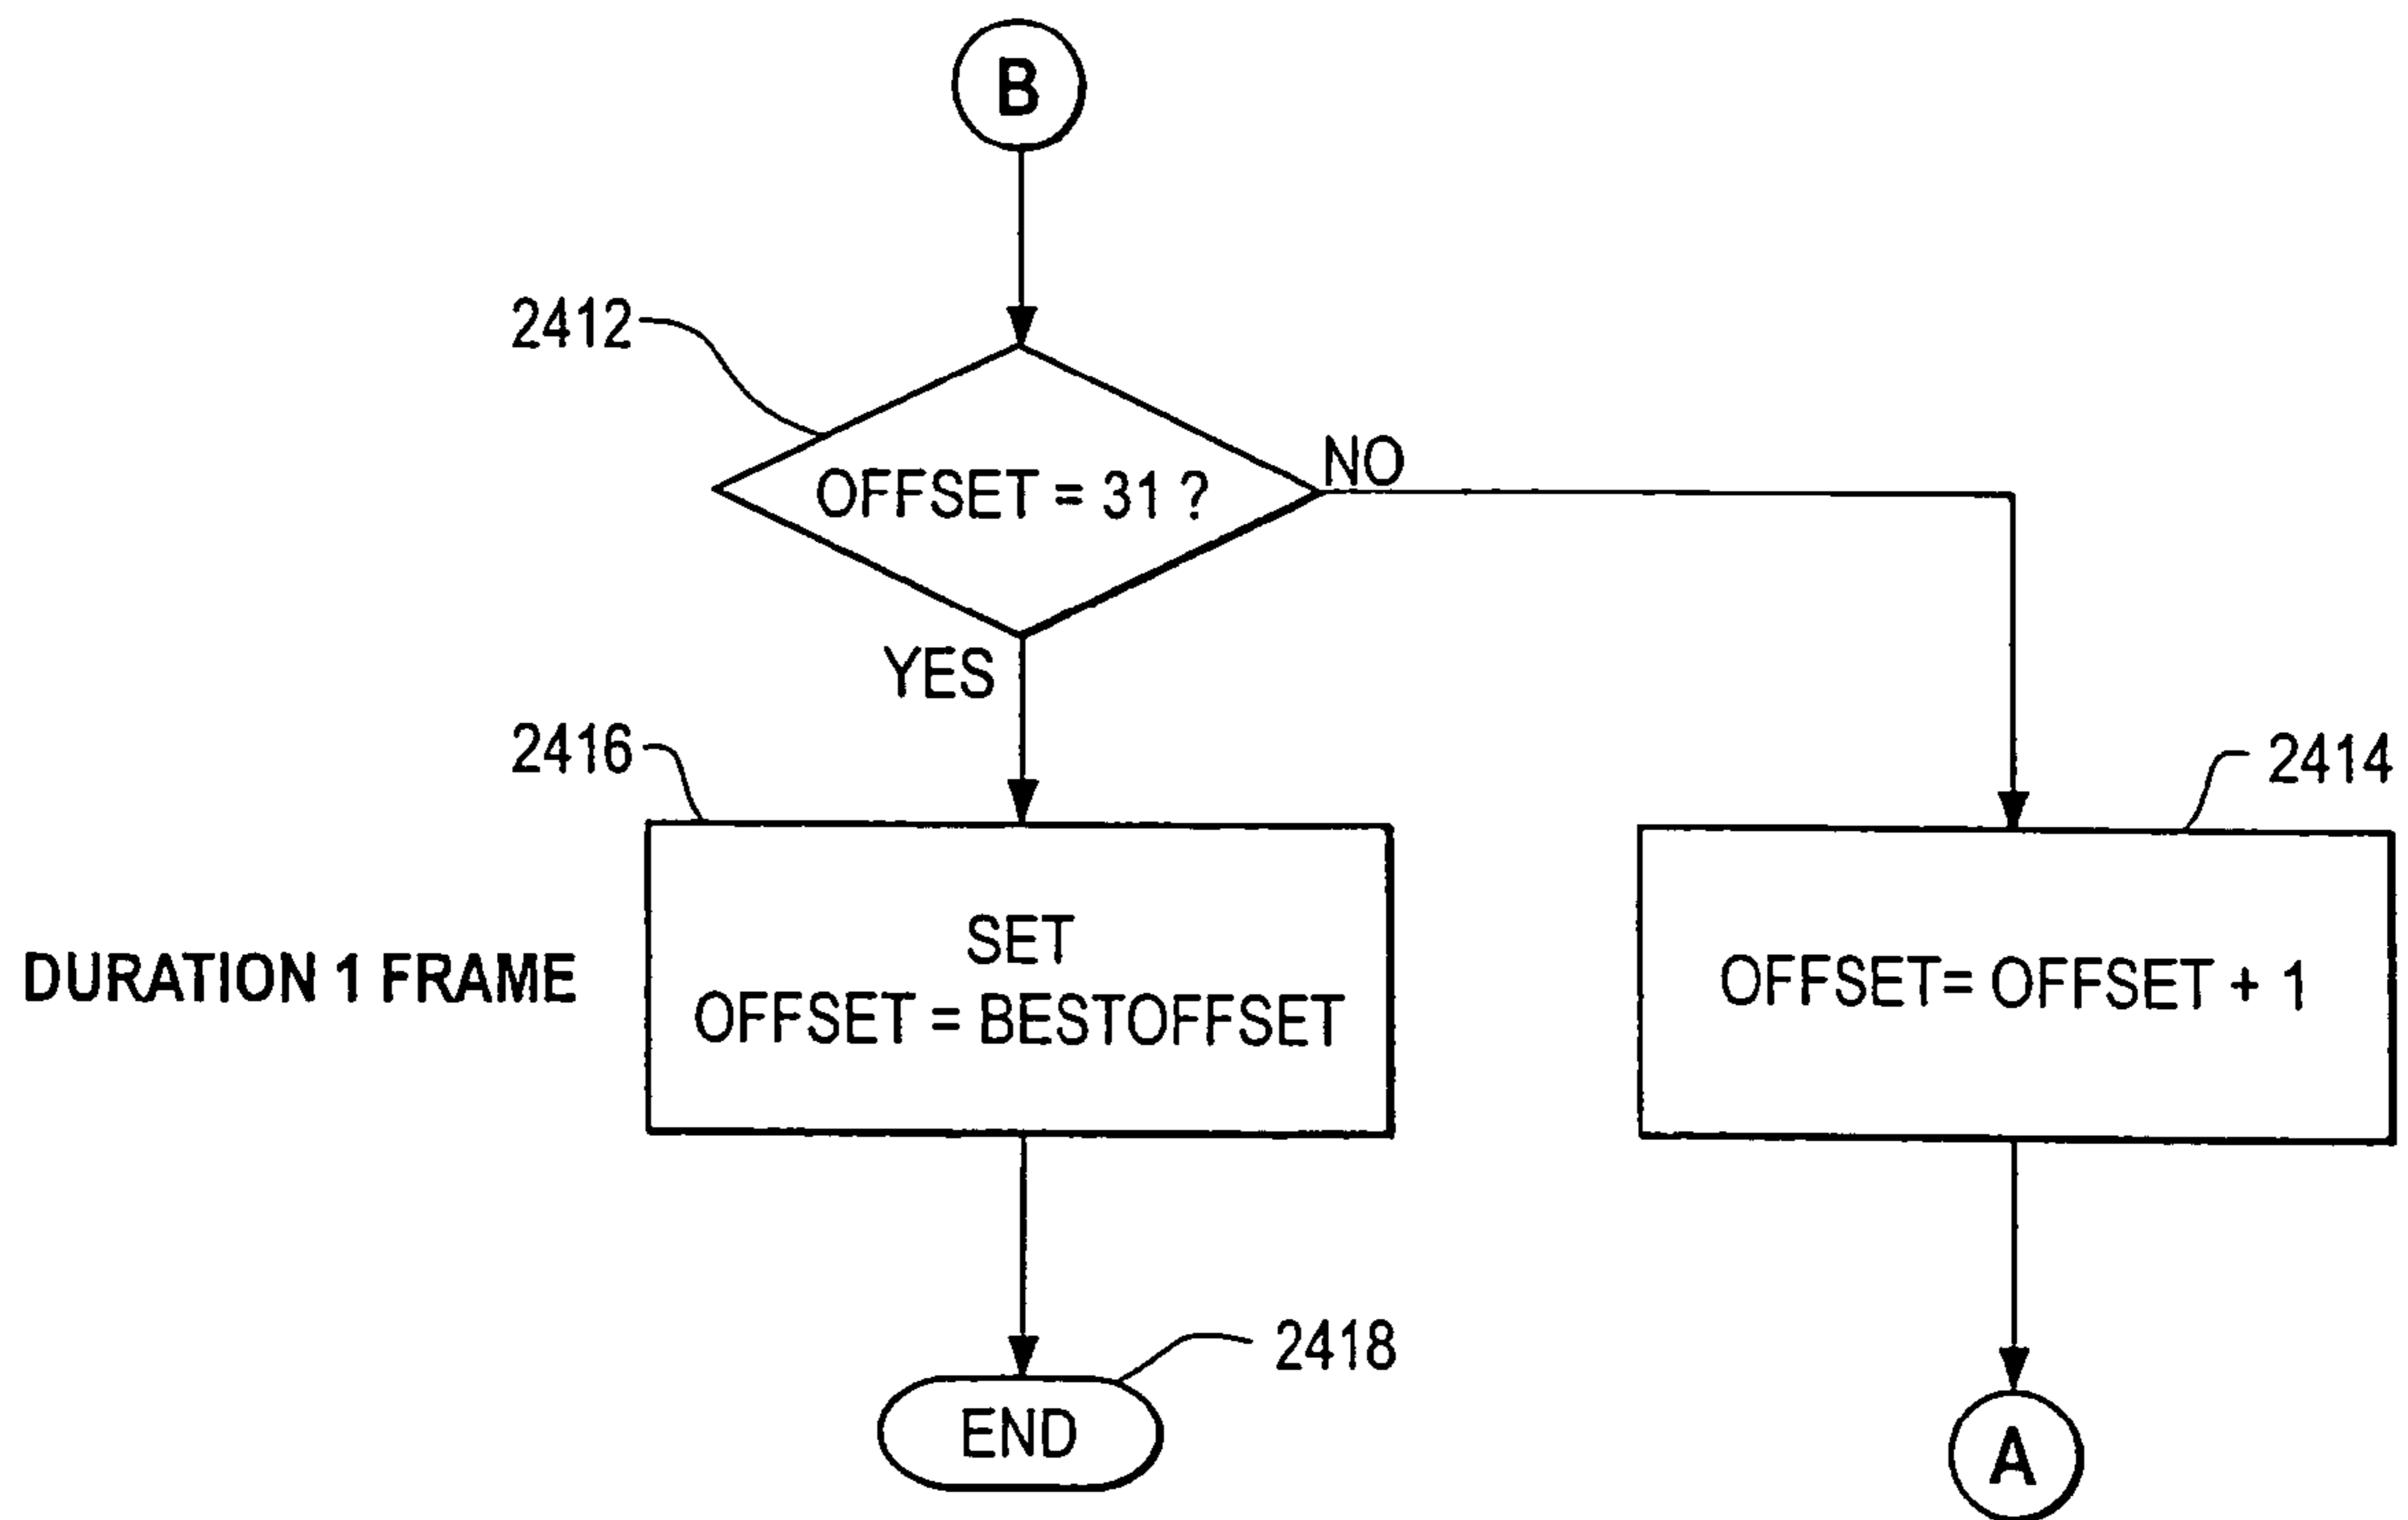 B
2412
OFFSET = 31 ?
NO
YES
2416
2414
SET
OFFSET = BESTOFFSET
DURATION 1 FRAME
OFFSET= OFFSET + 1
2418
END
A